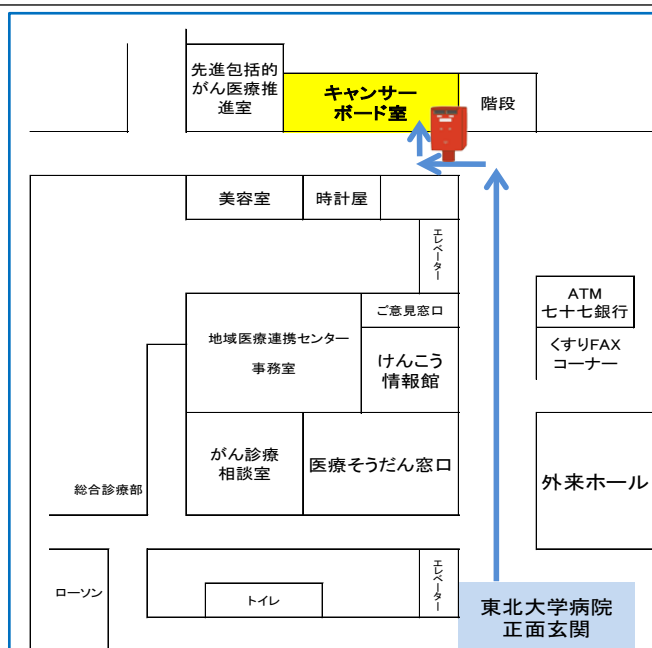 先進包括的
がん医療推
進室
キャンサー
ボード室
階段
美容室
時計屋
エレベーター
ATM
七十七銀行
くすりFAX
コーナー
ご意見窓口
地域医療連携センター
事務室
けんこう
情報館
がん診療
相談室
医療そうだん窓口
総合診療部
外来ホール
ローソン
トイレ
エレベーター
東北大学病院
正面玄関